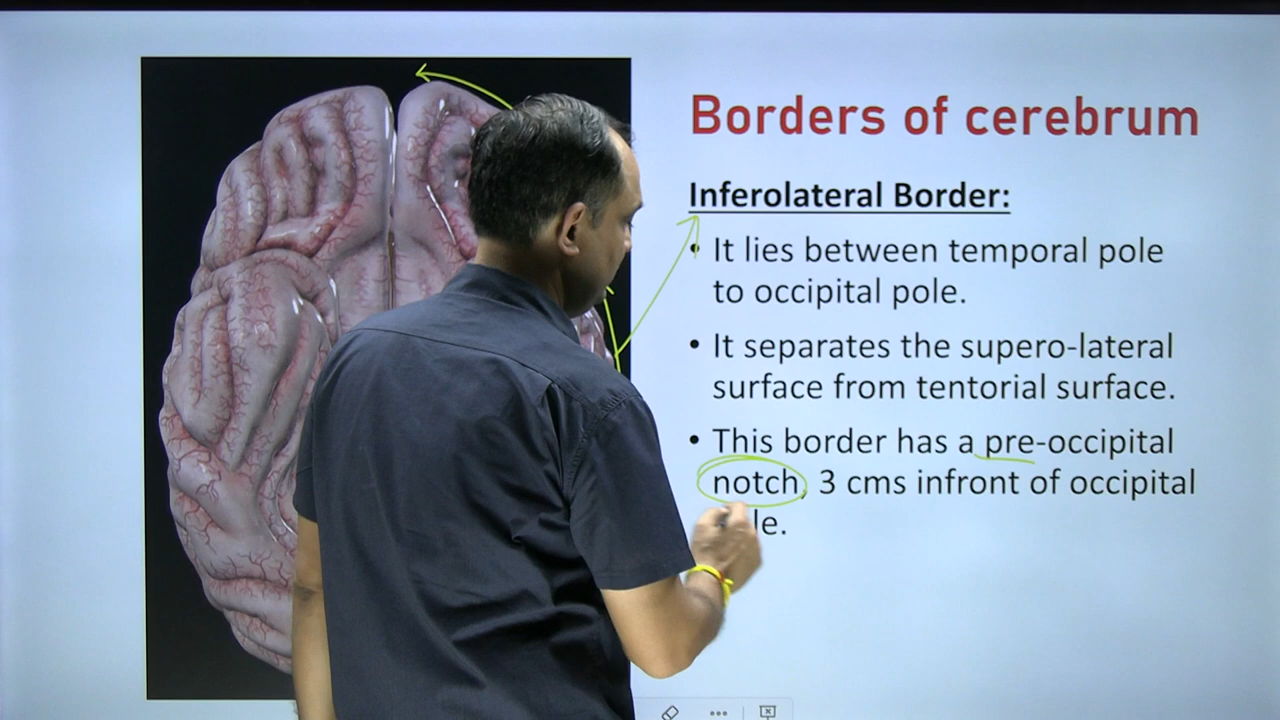 Borders of cerebrum
Inferolateral Border:
• It lies between temporal pole
to occipital pole.
• It separates the supero-lateral
surface from tentorial surface.
• This border has a pre-occipital
notch, 3 cms infront of occipital
le.